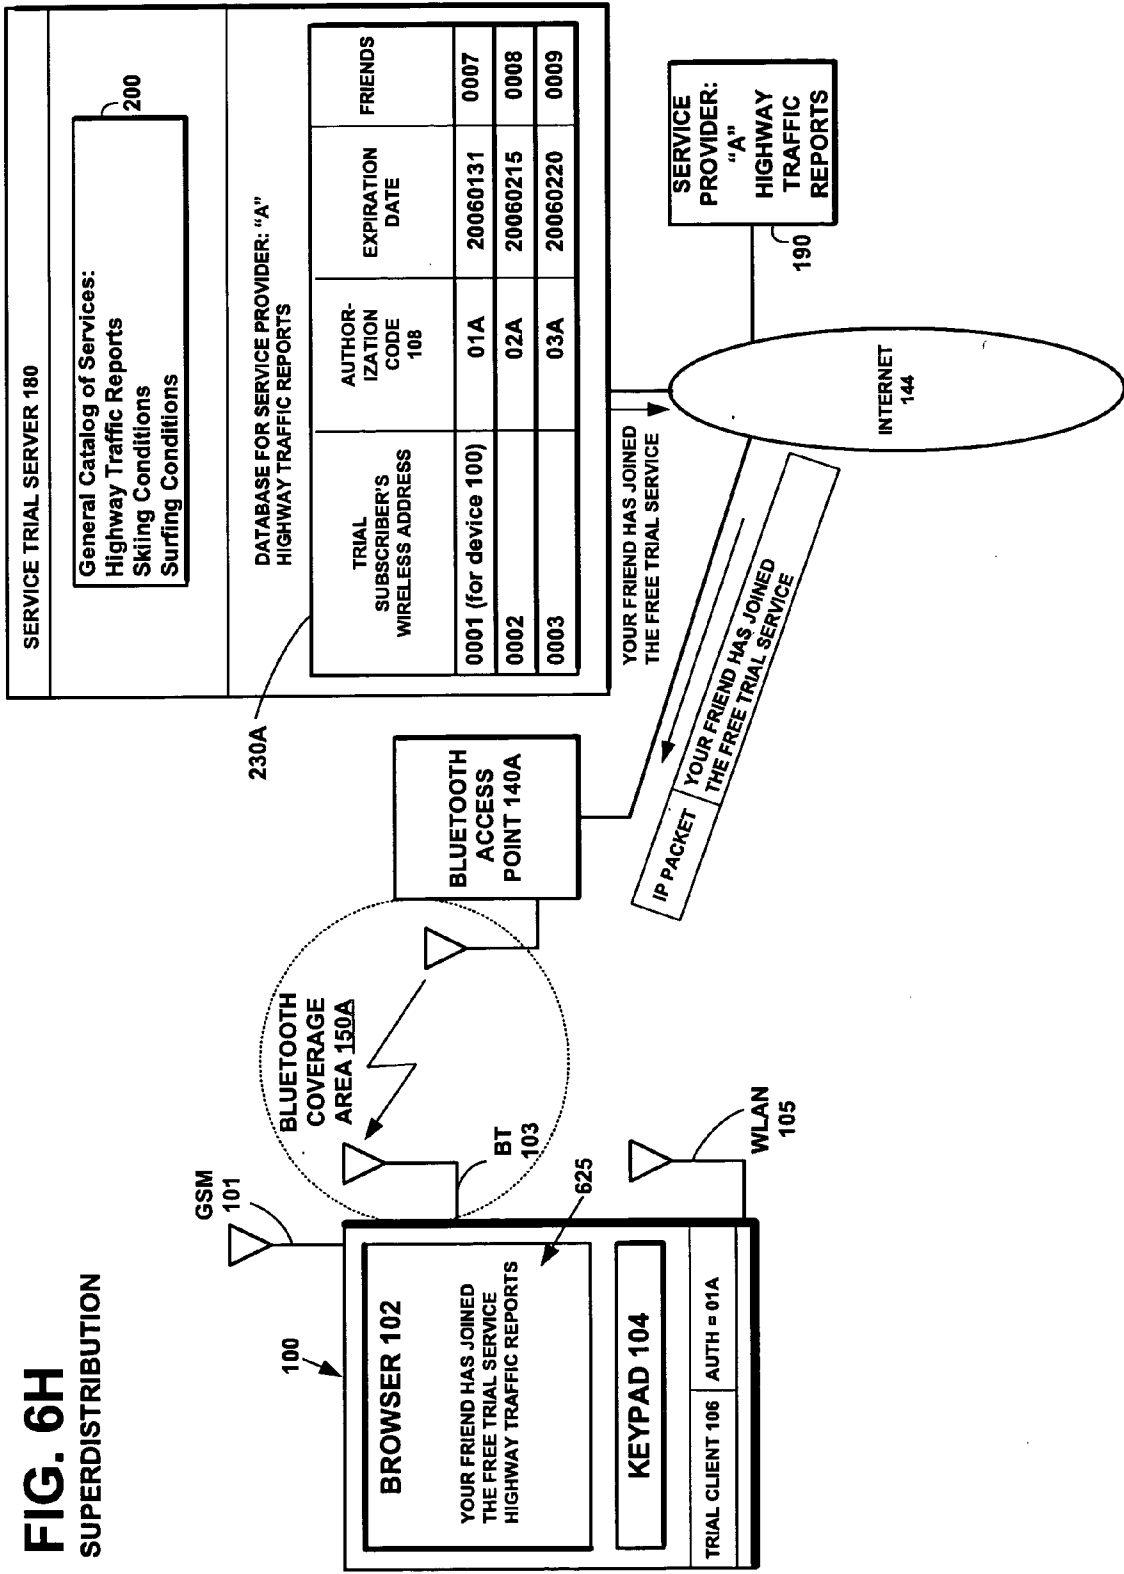 FIG. 6H
SUPERDISTRIBUTION
100
GSM
101
BROWSER 102
YOUR FRIEND HAS JOINED
THE FREE TRIAL SERVICE
HIGHWAY TRAFFIC REPORTS
625
KEYPAD 104
TRIAL CLIENT 106
AUTH = 01A
BT
103
WLAN
105
BLUETOOTH
COVERAGE
AREA 150A
BLUETOOTH
ACCESS
POINT 140A
IP PACKET
YOUR FRIEND HAS JOINED
THE FREE TRIAL SERVICE
SERVICE TRIAL SERVER 180
200
General Catalog of Services:
Highway Traffic Reports
Skiing Conditions
Surfing Conditions
230A
DATABASE FOR SERVICE PROVIDER: “A”
HIGHWAY TRAFFIC REPORTS
TRIAL
SUBSCRIBER'S
WIRELESS ADDRESS
AUTHOR-
IZATION
CODE
108
EXPIRATION
DATE
FRIENDS
0001 (for device 100) 01A 20060131 0007
0002 02A 20060215 0008
0003 03A 20060220 0009
YOUR FRIEND HAS JOINED
THE FREE TRIAL SERVICE
INTERNET
144
190
SERVICE
PROVIDER:
“A”
HIGHWAY
TRAFFIC
REPORTS